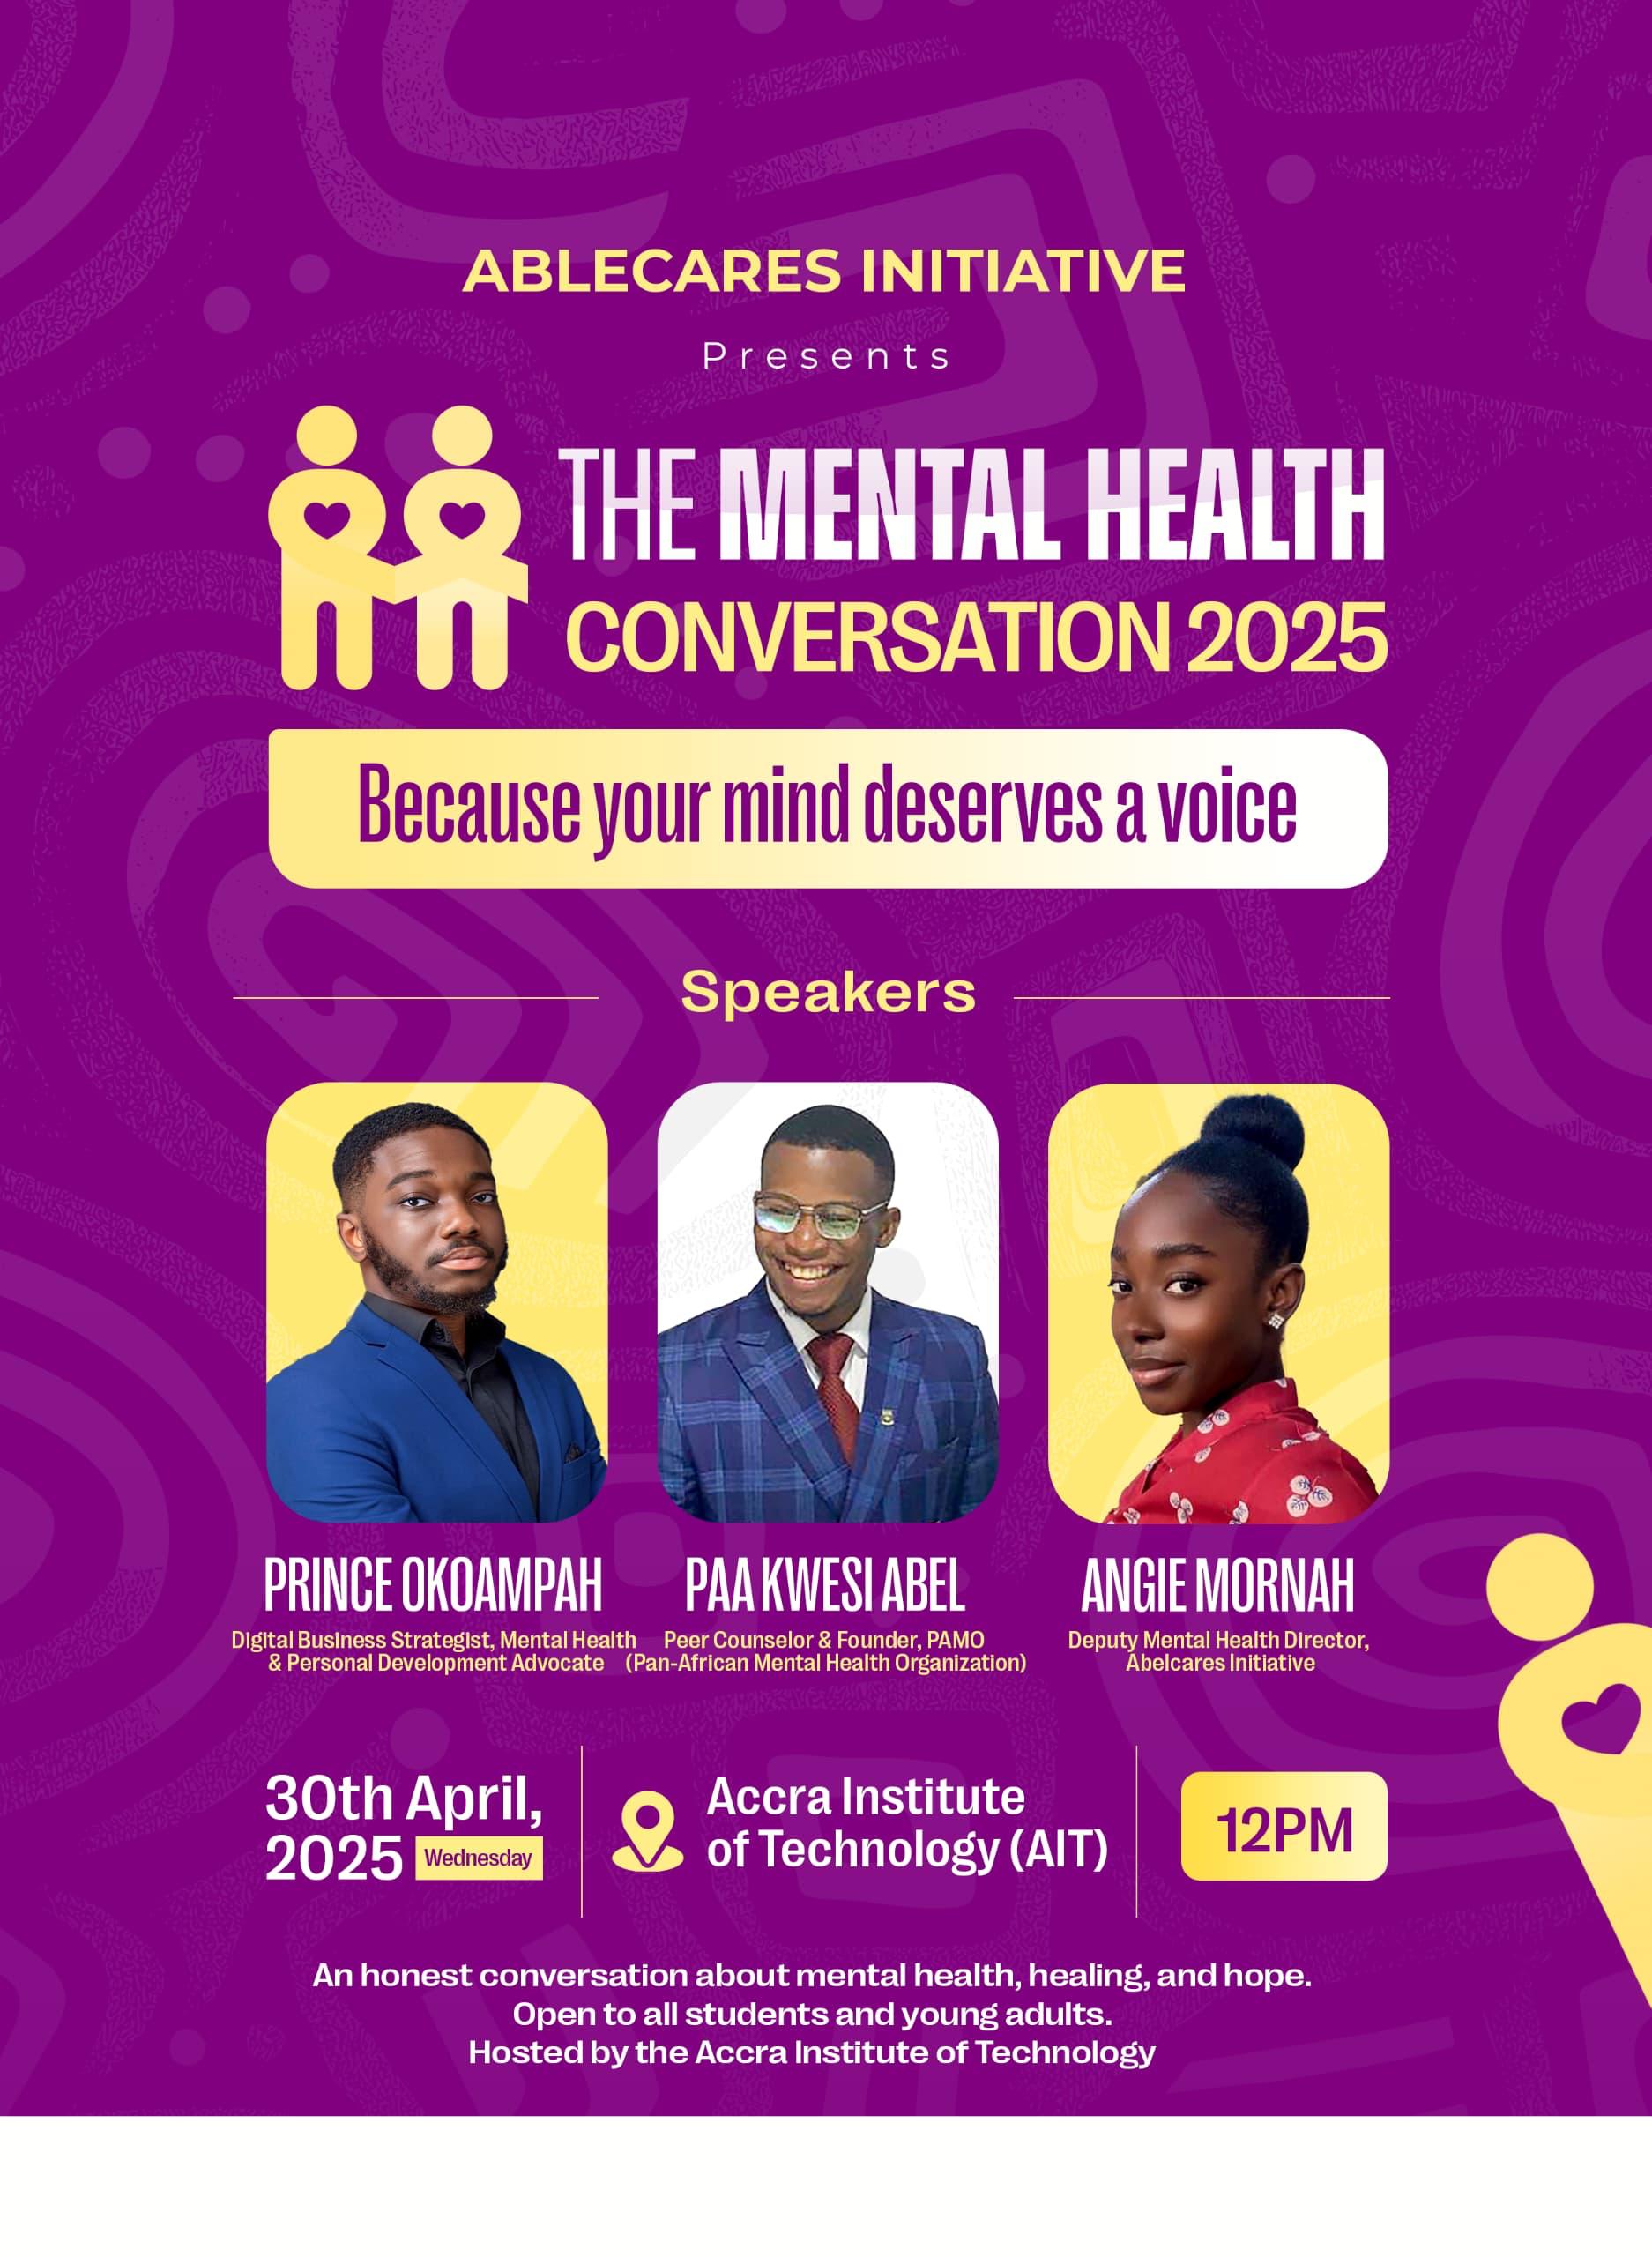 ABLECARES INITIATIVE
Presents
THE MENTAL HEALTH
CONVERSATION 2025
Because your mind deserves a voice
Speakers
PRINCE OKOAMPAH
Digital Business Strategist, Mental Health
& Personal Development Advocate
PAA KWESI ABEL
Peer Counselor & Founder, PAMO
(Pan-African Mental Health Organization)
ANGIE MORNAH
Deputy Mental Health Director,
Abelcares Initiative
30th April,
2025 Wednesday
Accra Institute
of Technology (AIT)
12PM
An honest conversation about mental health, healing, and hope.
Open to all students and young adults.
Hosted by the Accra Institute of Technology